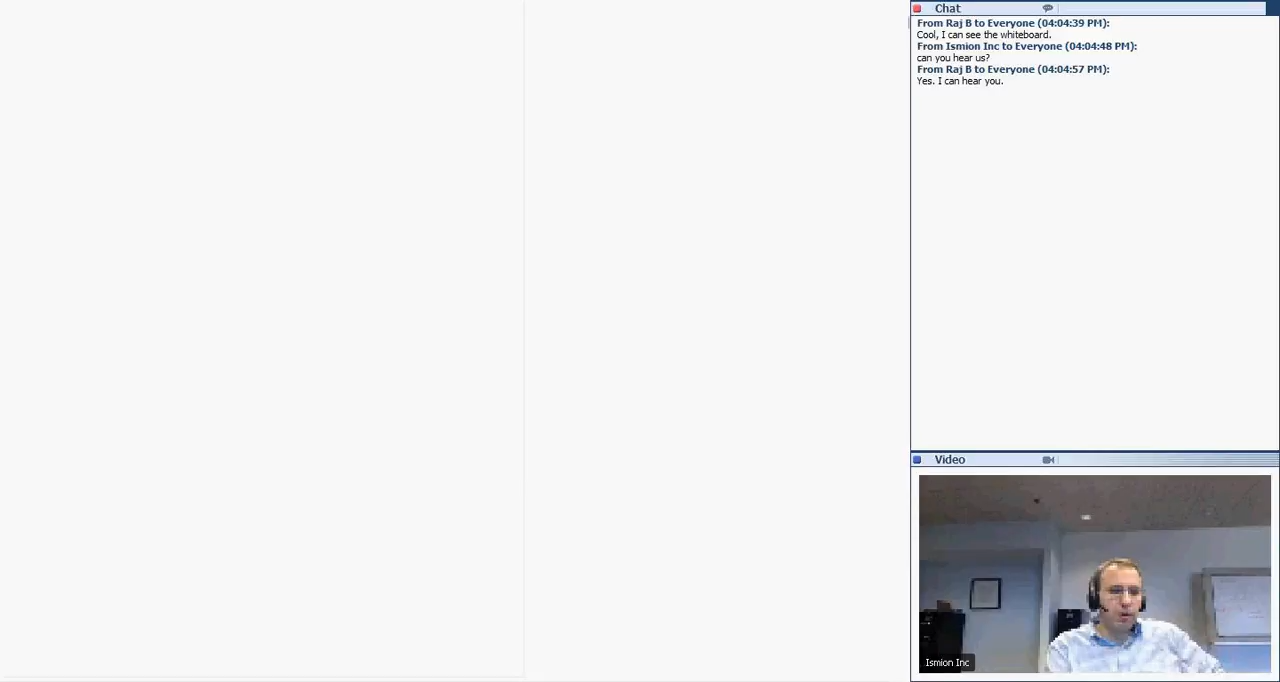 Chat
From Raj B to Everyone (04:04:39 PM):
Cool, I can see the whiteboard.
From Ismion Inc to Everyone (04:04:48 PM):
can you hear us?
From Raj B to Everyone (04:04:57 PM):
Yes. I can hear you.
Video
Ismion Inc